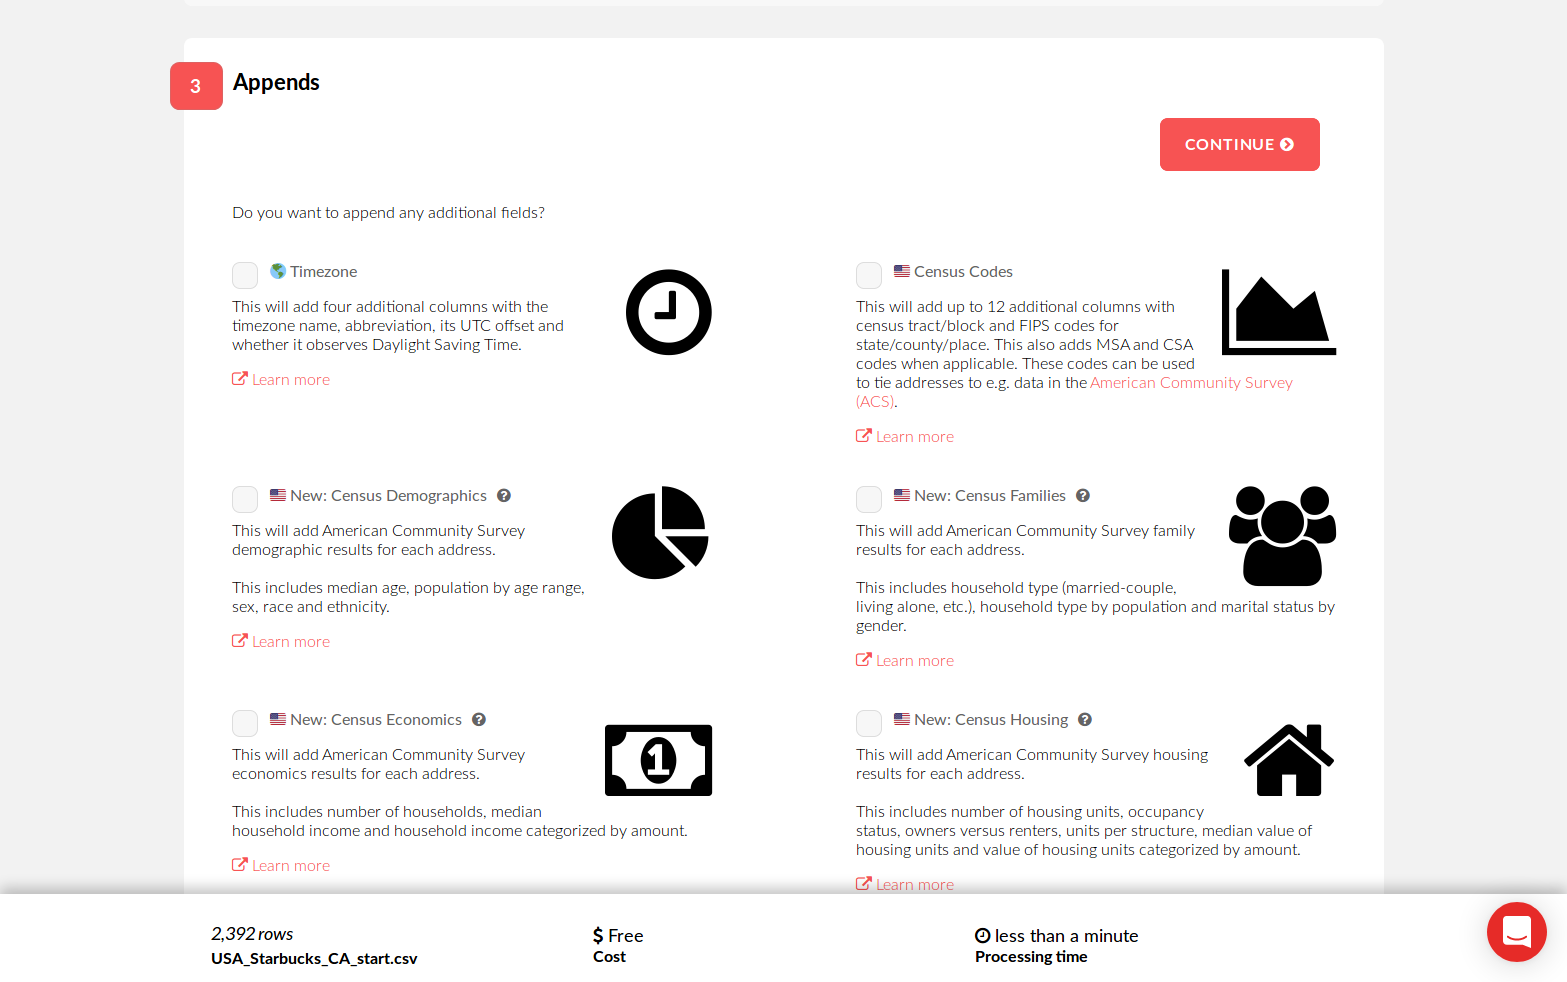 3
Appends
CONTINUE
Do you want to append any additional fields?
Timezone
This will add four additional columns with the
timezone name, abbreviation, its UTC offset and
whether it observes Daylight Saving Time.
Learn more
Census Codes
This will add up to 12 additional columns with
census tract/block and FIPS codes for
state/county/place. This also adds MSA and CSA
codes when applicable. These codes can be used
to tie addresses to e.g. data in the American Community Survey
(ACS).
Learn more
New: Census Demographics ?
This will add American Community Survey
demographic results for each address.
This includes median age, population by age range,
sex, race and ethnicity.
Learn more
New: Census Families ?
This will add American Community Survey family
results for each address.
This includes household type (married-couple,
living alone, etc.), household type by population and marital status by
gender.
Learn more
New: Census Economics ?
This will add American Community Survey
economics results for each address.
This includes number of households, median
household income and household income categorized by amount.
Learn more
1
New: Census Housing ?
This will add American Community Survey housing
results for each address.
This includes number of housing units, occupancy
status, owners versus renters, units per structure, median value of
housing units and value of housing units categorized by amount.
Learn more
2,392 rows
USA_Starbucks_CA_start.csv
$ Free
Cost
less than a minute
Processing time